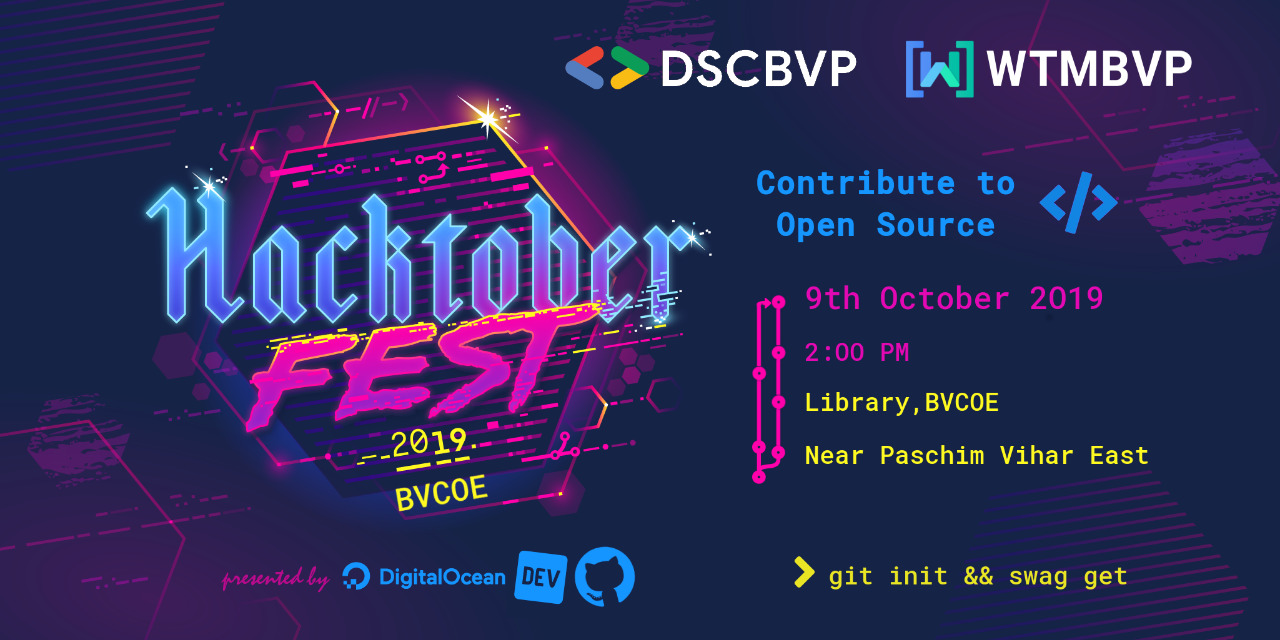 DSCBVP
WTMBVP
Hacktober
FEST
2019
BVCOE
Contribute to
Open Source
9th October 2019
2:00 PM
Library,BVCOE
Near Paschim Vihar East
presented by DigitalOcean DEV
git init && swag get